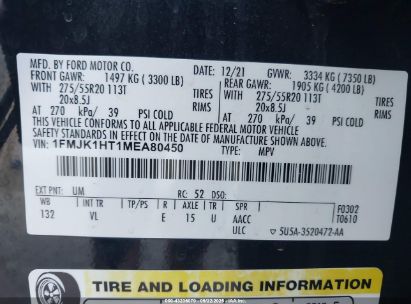 MFD. BY FORD MOTOR CO.
DATE: 12/21 GVWR: 3334 KG (7350 LB)
FRONT GAWR: 1497 KG (3300 LB) REAR GAWR: 1905 KG (4200 LB)
WITH 275/55R20 113T TIRES WITH 275/55R20 113T TIRES
20x8.5J RIMS 20x8.5J RIMS
AT 270 kPa/ 39 PSI COLD AT 270 kPa/ 39 PSI COLD
THIS VEHICLE CONFORMS TO ALL APPLICABLE FEDERAL MOTOR VEHICLE
SAFETY STANDARDS IN EFFECT ON THE DATE OF MANUFACTURE SHOWN ABOVE.
VIN: 1FMJK1HT1MEA80450 TYPE: MPV
EXT PNT: UM RC: 52 DSO: F0302
WB TP/PS R AXLE TR SPR T0610
132 VL E 15 U AACC
ULC 5U5A-3520472-AA
TIRE AND LOADING INFORMATION